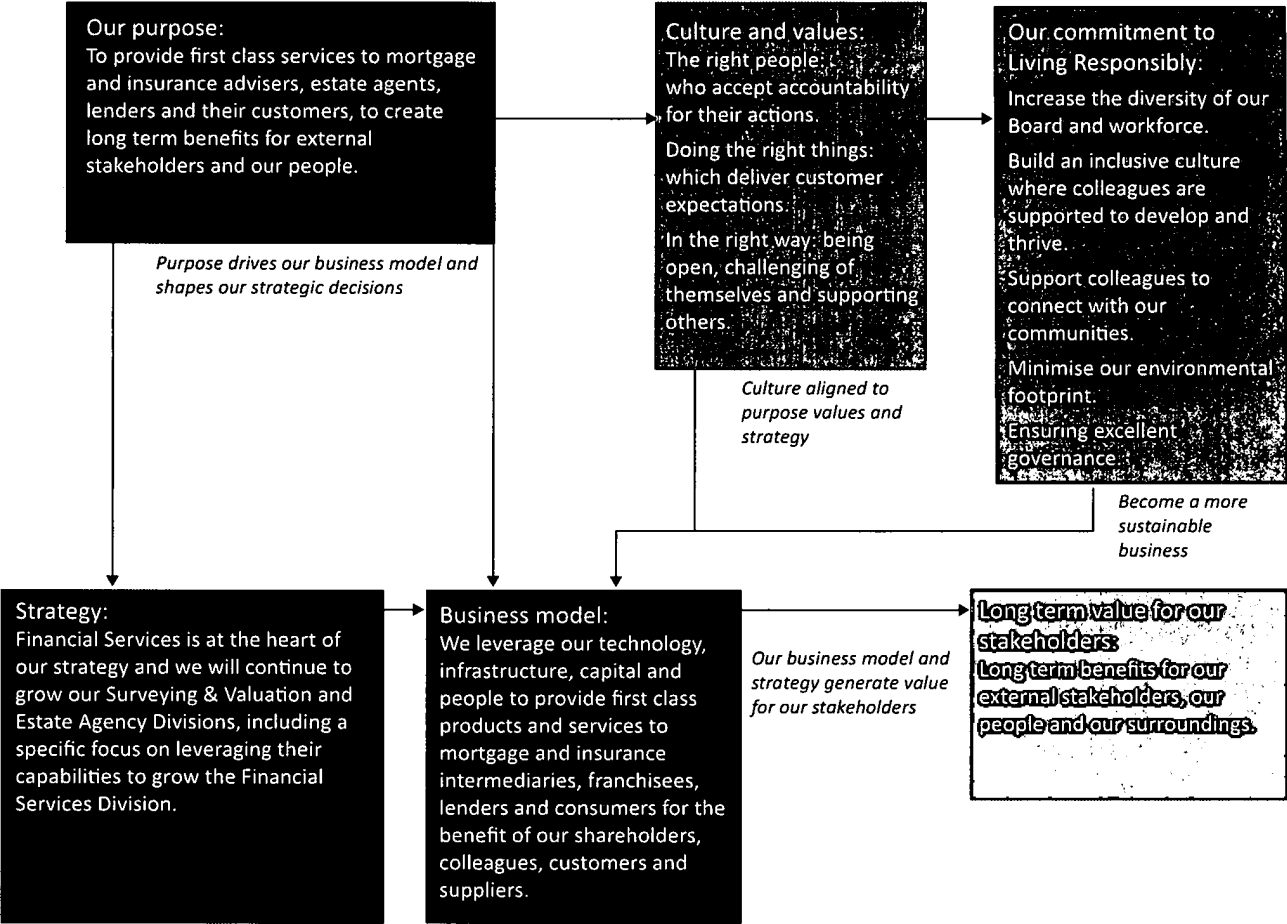 Our purpose:
To provide first class services to mortgage
and insurance advisers, estate agents,
lenders and their customers, to create
long term benefits for external
stakeholders and our people.
Culture and values:
The right people:
who accept accountability
for their actions.
Doing the right things:
which deliver customer
expectations.
In the right way: being
open, challenging of
themselves and supporting
others.
Our commitment to
Living Responsibly:
Increase the diversity of our
Board and workforce.
Build an inclusive culture
where colleagues are
supported to develop and
thrive.
Support colleagues to
connect with our
communities.
Minimise our environmental
footprint.
Ensuring excellent
governance.
Purpose drives our business model and
shapes our strategic decisions
Culture aligned to
purpose values and
strategy
Become a more
sustainable
business
Strategy:
Financial Services is at the heart of
our strategy and we will continue to
grow our Surveying & Valuation and
Estate Agency Divisions, including a
specific focus on leveraging their
capabilities to grow the Financial
Services Division.
Business model:
We leverage our technology,
infrastructure, capital and
people to provide first class
products and services to
mortgage and insurance
intermediaries, franchisees,
lenders and consumers for the
benefit of our shareholders,
colleagues, customers and
suppliers.
Our business model and
strategy generate value
for our stakeholders
Long term value for our
stakeholders:
Long term benefits for our
external stakeholders, our
people and our surroundings.